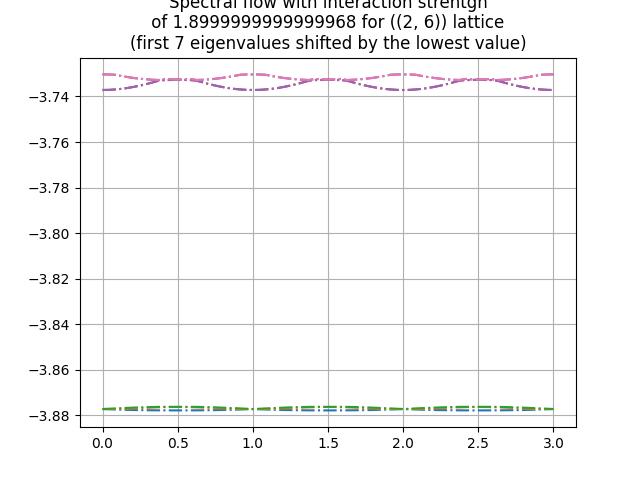 Spectral flow with interaction strentgh
of 1.8999999999999968 for ((2, 6)) lattice
(first 7 eigenvalues shifted by the lowest value)
−3.74
−3.76
−3.78
−3.80
−3.82
−3.84
−3.86
−3.88
0.0 0.5 1.0 1.5 2.0 2.5 3.0